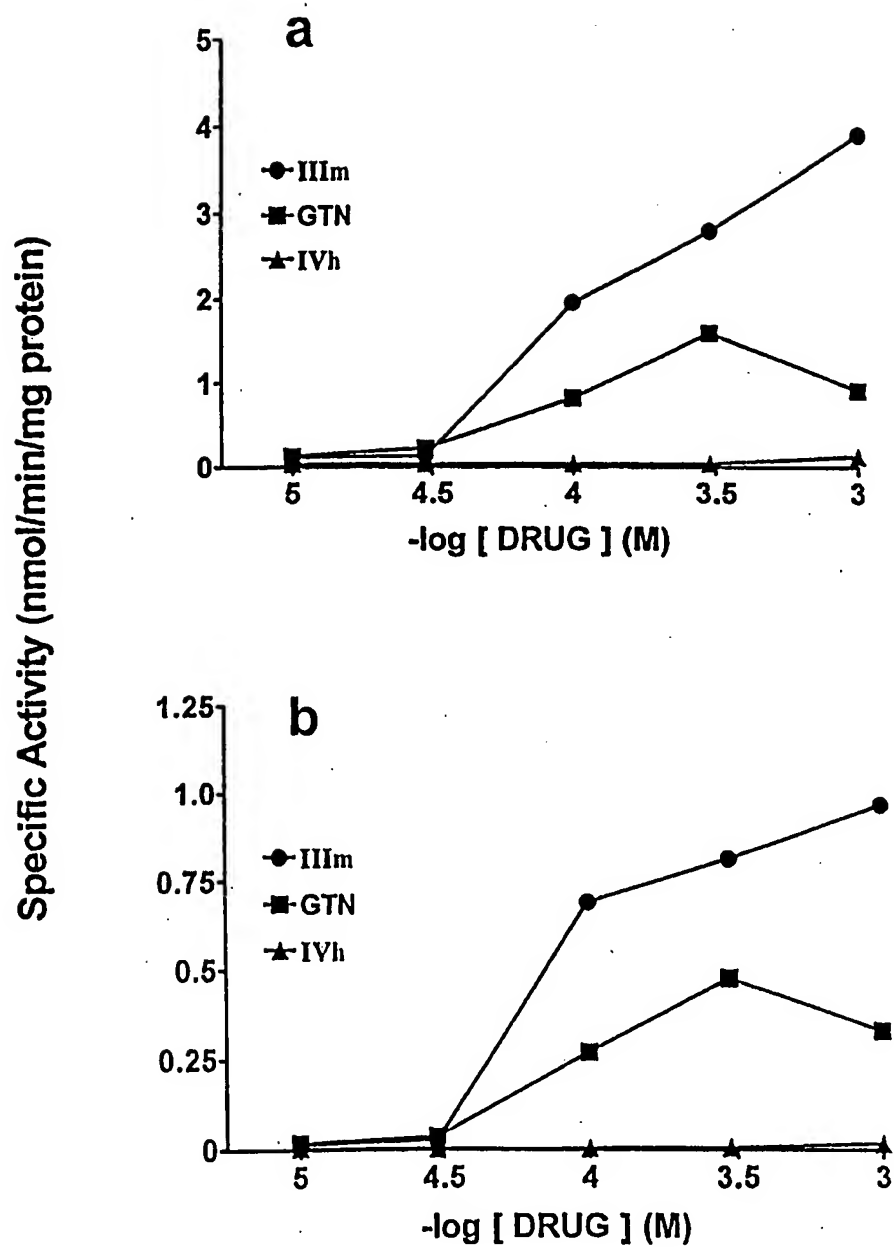 Specific Activity (nmol/min/mg protein)
a
5
4
3
2
1
0
IIIm
GTN
IVh
5 4.5 4 3.5 3
-log [ DRUG ] (M)
b
1.25
1.0
0.75
0.5
0.25
0
IIIm
GTN
IVh
5 4.5 4 3.5 3
-log [ DRUG ] (M)